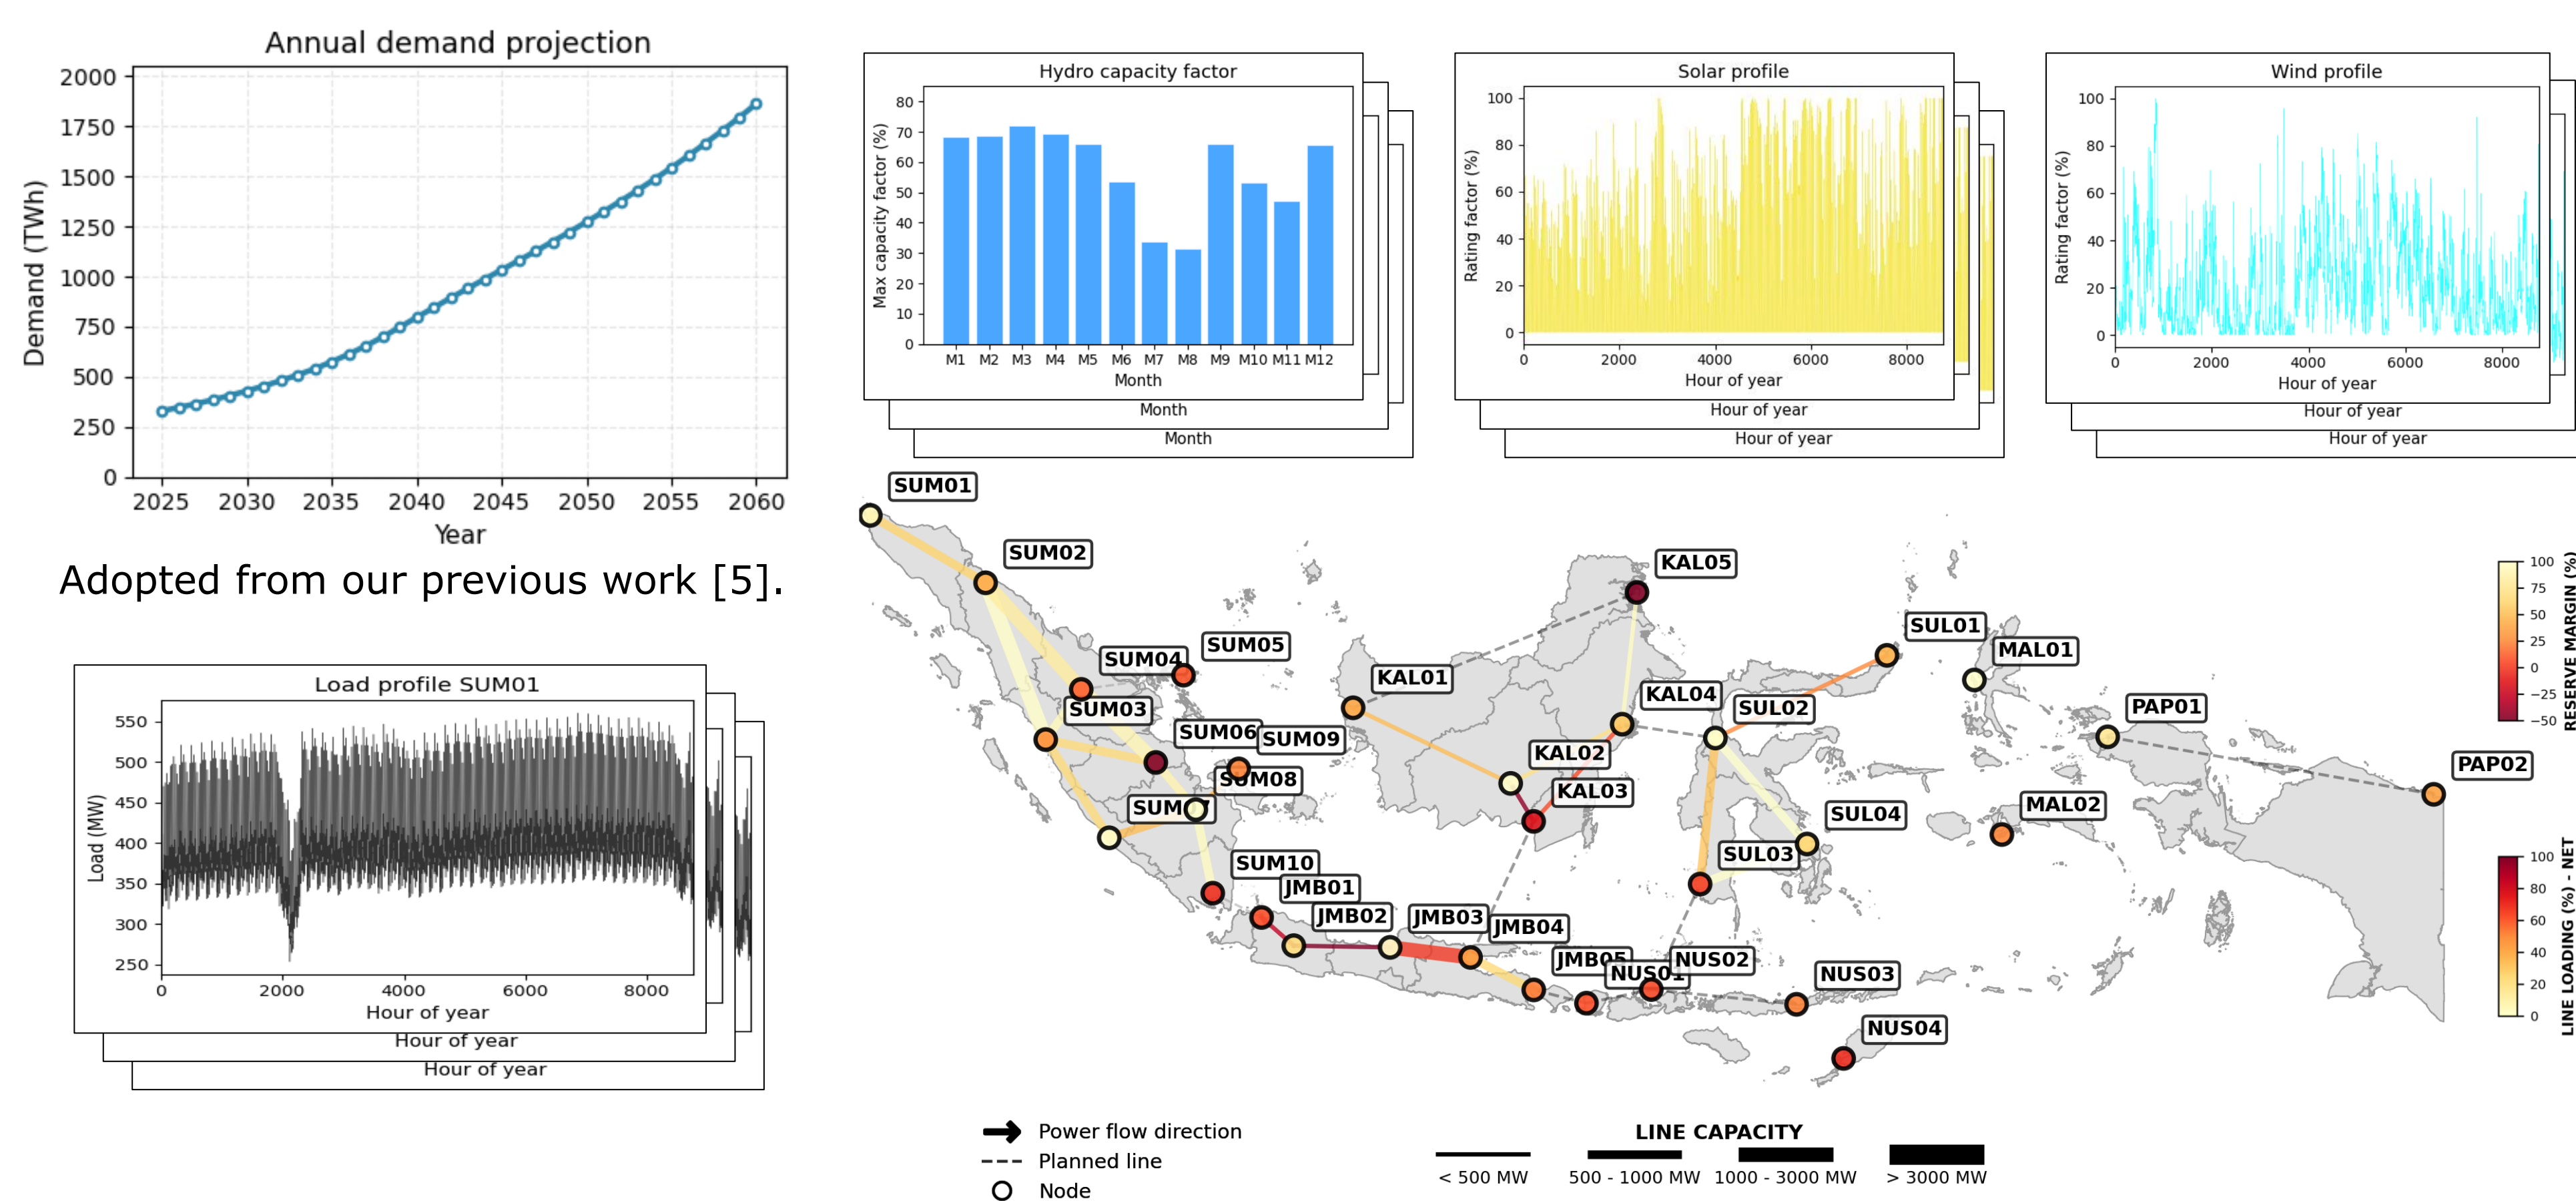 Annual demand projection
Demand (TWh)
2000
1750
1500
1250
1000
750
500
250
0
2025 2030 2035 2040 2045 2050 2055 2060
Year
Adopted from our previous work [5].
Load profile SUM01
Load (MW)
550
500
450
400
350
300
250
0 2000 4000 6000 8000
Hour of year
Hour of year
Hour of year
Hydro capacity factor
Max capacity factor (%)
80
70
60
50
40
30
20
10
0
M1 M2 M3 M4 M5 M6 M7 M8 M9 M10 M11 M12
Month
Month
Month
Solar profile
Rating factor (%)
100
80
60
40
20
0
0 2000 4000 6000 8000
Hour of year
Hour of year
Hour of year
Wind profile
Rating factor (%)
100
80
60
40
20
0
0 2000 4000 6000 8000
Hour of year
Hour of year
Hour of year
SUM01
SUM02
KAL05
SUL01
SUM05
MAL01
SUM04
KAL01
KAL04
SUL02
PAP01
SUM03
SUM06
SUM09
KAL02
PAP02
SUM08
KAL03
MAL02
SUL04
SUL03
SUM10
JMB01
JMB02
JMB03
JMB04
JMB05
NUS02
NUS01
NUS03
NUS04
100
75
50
25
0
−25
−50
RESERVE MARGIN (%)
100
80
60
40
20
0
LINE LOADING (%) - NET
Power flow direction
Planned line
Node
LINE CAPACITY
< 500 MW 500 - 1000 MW 1000 - 3000 MW > 3000 MW